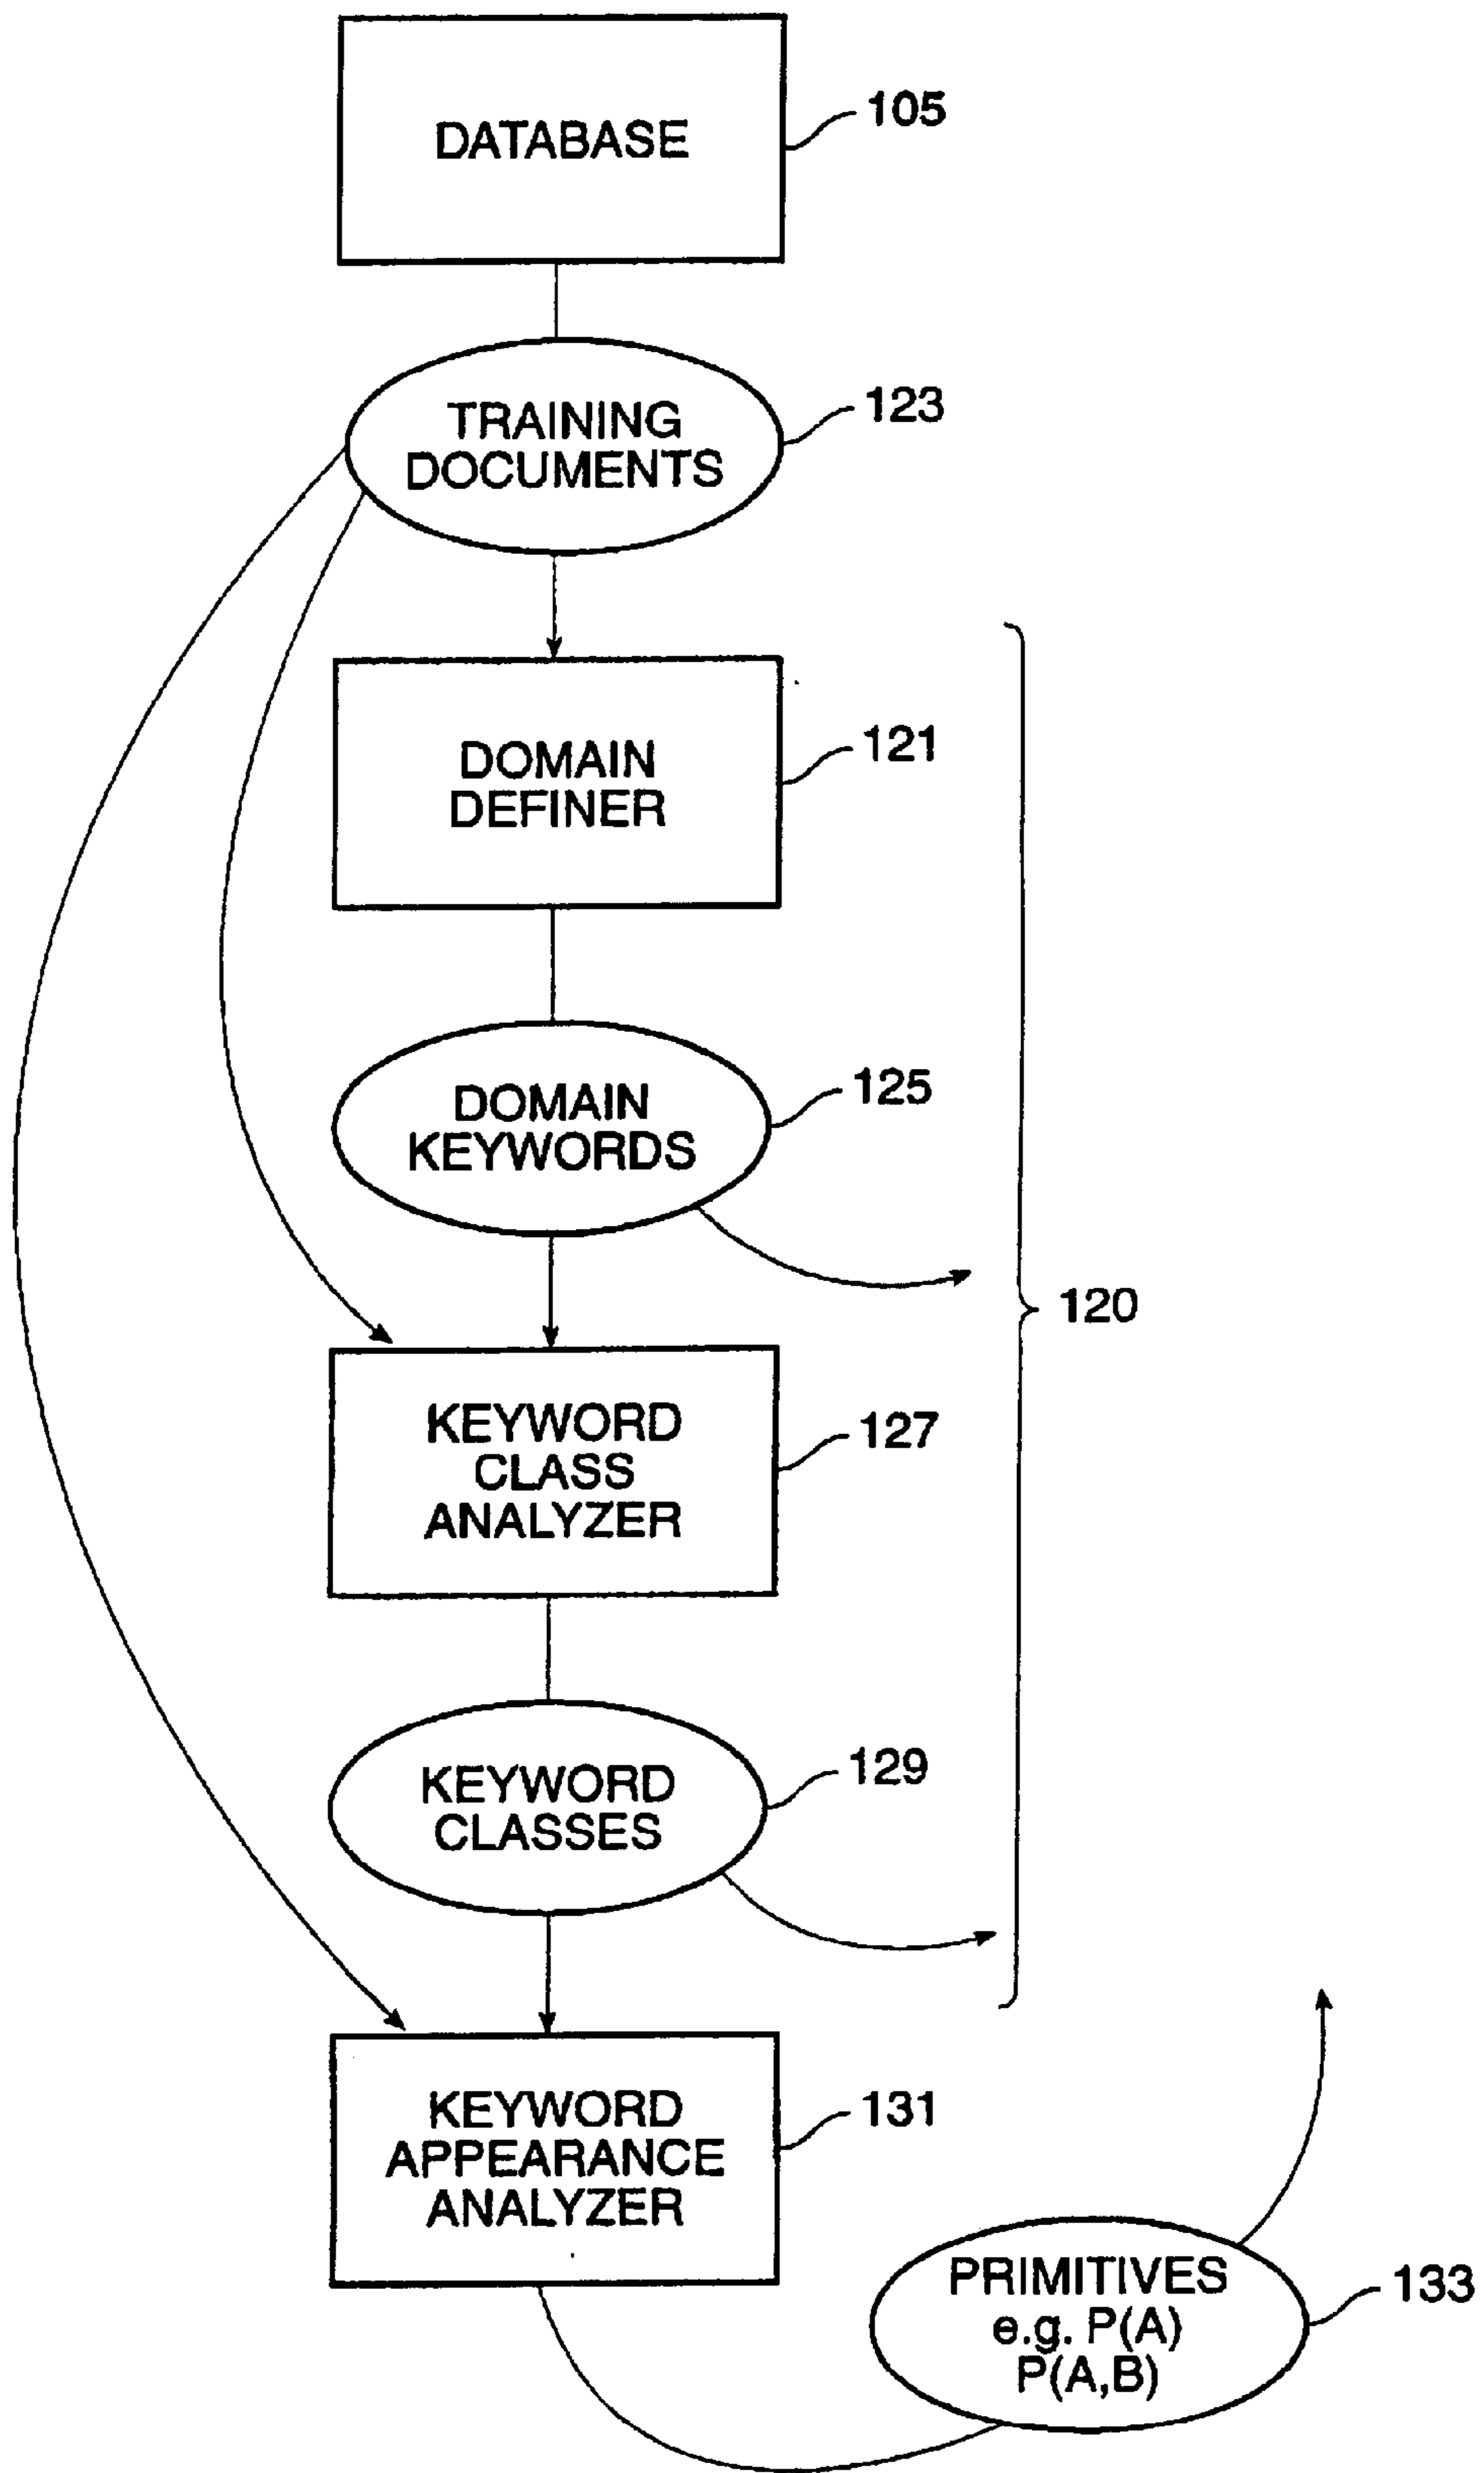 DATABASE
105
TRAINING
DOCUMENTS
123
DOMAIN
DEFINER
121
DOMAIN
KEYWORDS
125
120
KEYWORD
CLASS
ANALYZER
127
KEYWORD
CLASSES
129
KEYWORD
APPEARANCE
ANALYZER
131
PRIMITIVES
e.g. P(A)
P(A,B)
133